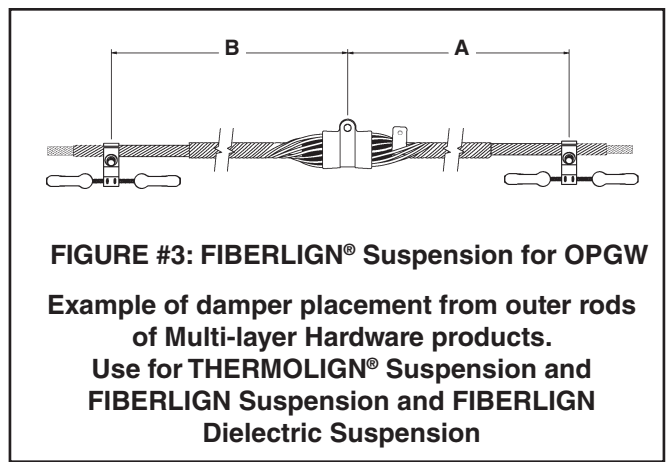 B A
FIGURE #3: FIBERLIGN® Suspension for OPGW
Example of damper placement from outer rods
of Multi-layer Hardware products.
Use for THERMOLIGN® Suspension and
FIBERLIGN Suspension and FIBERLIGN
Dielectric Suspension